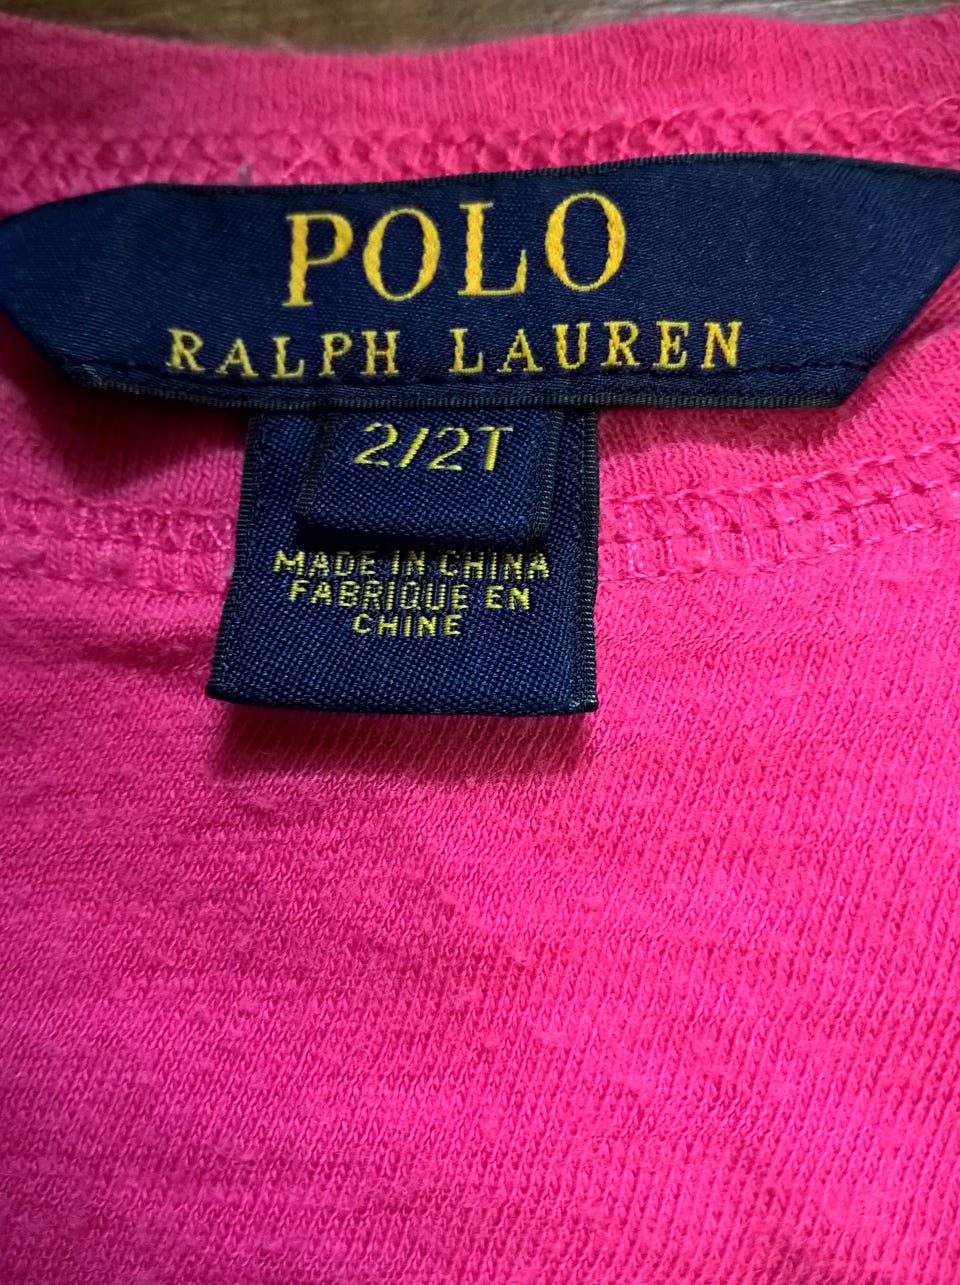 POLO
RALPH LAUREN
2/2T
MADE IN CHINA
FABRIQUE EN
CHINE